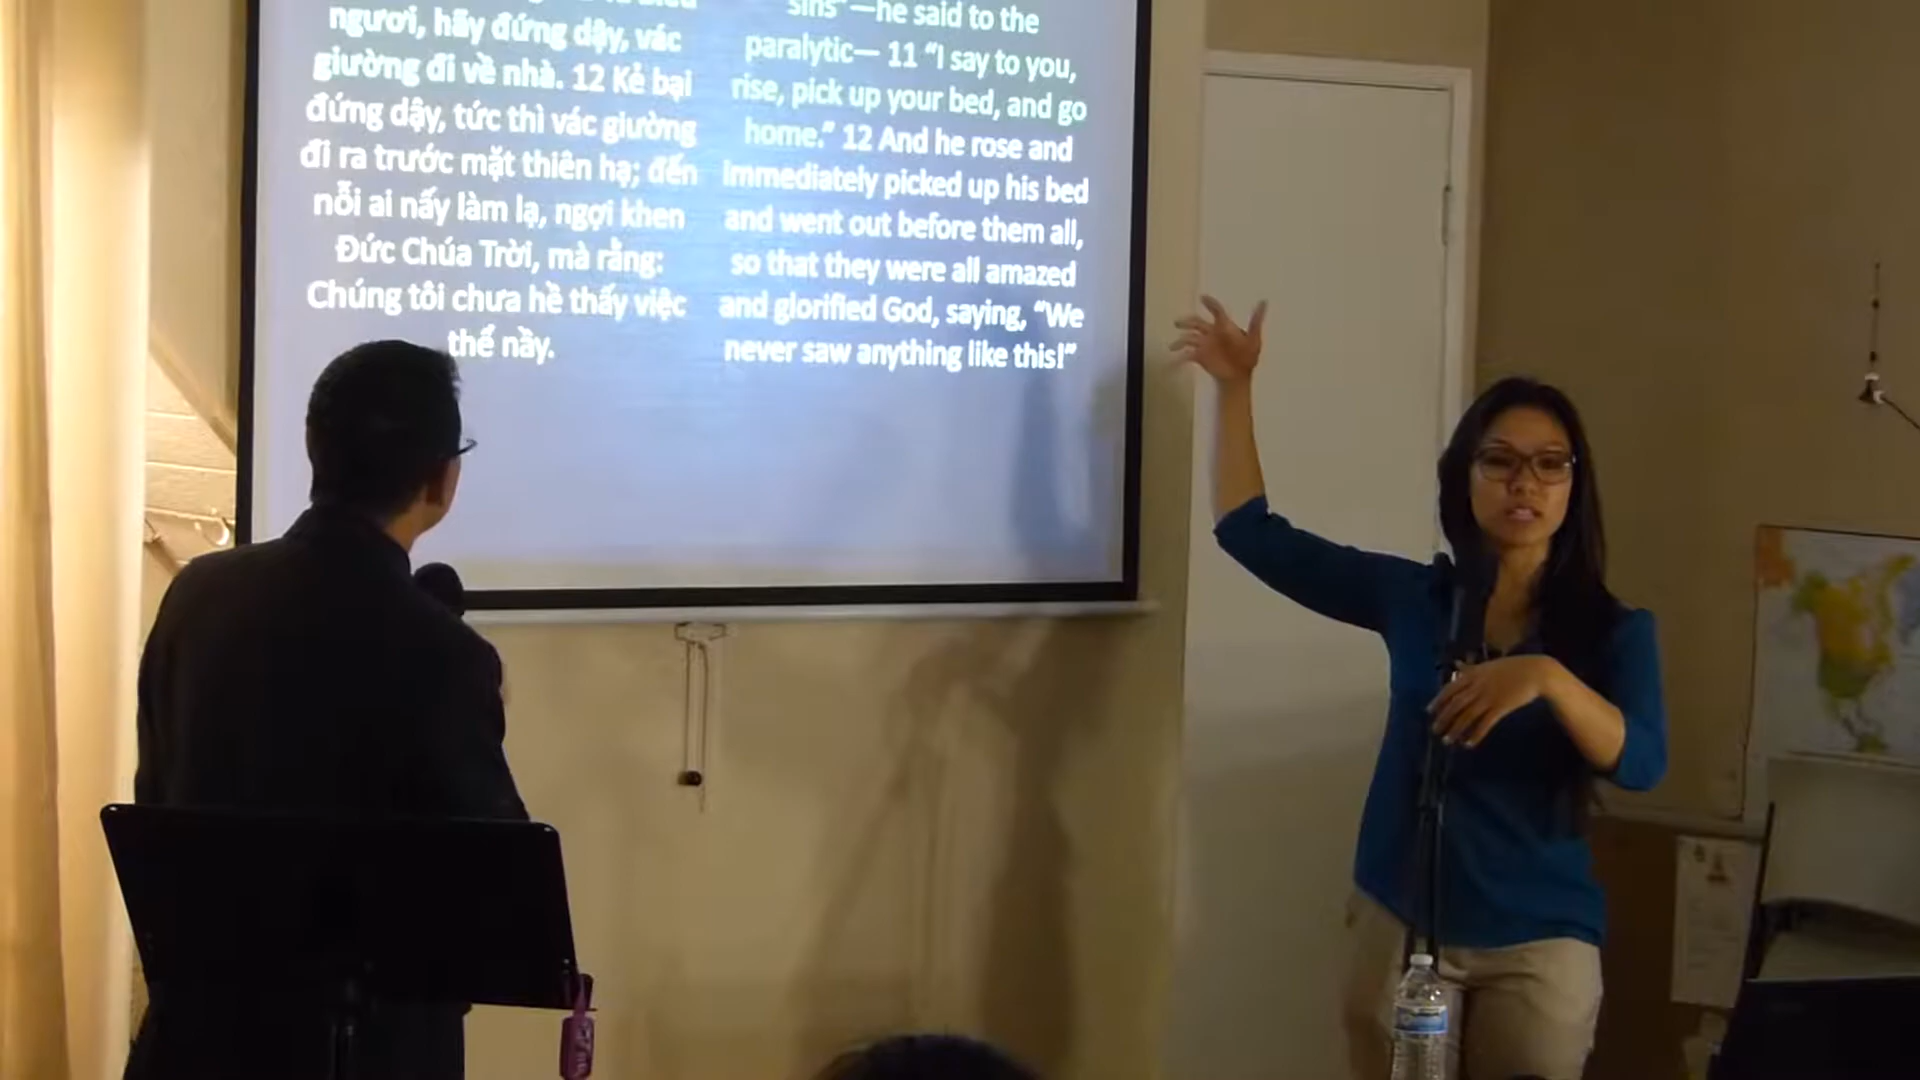 ngươi, hãy đứng dậy, vác
giường đi về nhà. 12 Kẻ bại
đứng dậy, tức thì vác giường
đi ra trước mặt thiên hạ; đến
nỗi ai nấy làm lạ, ngợi khen
Đức Chúa Trời, mà rằng:
Chúng tôi chưa hề thấy việc
thể nầy.
sins”—he said to the
paralytic— 11 “I say to you,
rise, pick up your bed, and go
home.” 12 And he rose and
immediately picked up his bed
and went out before them all,
so that they were all amazed
and glorified God, saying, “We
never saw anything like this!”